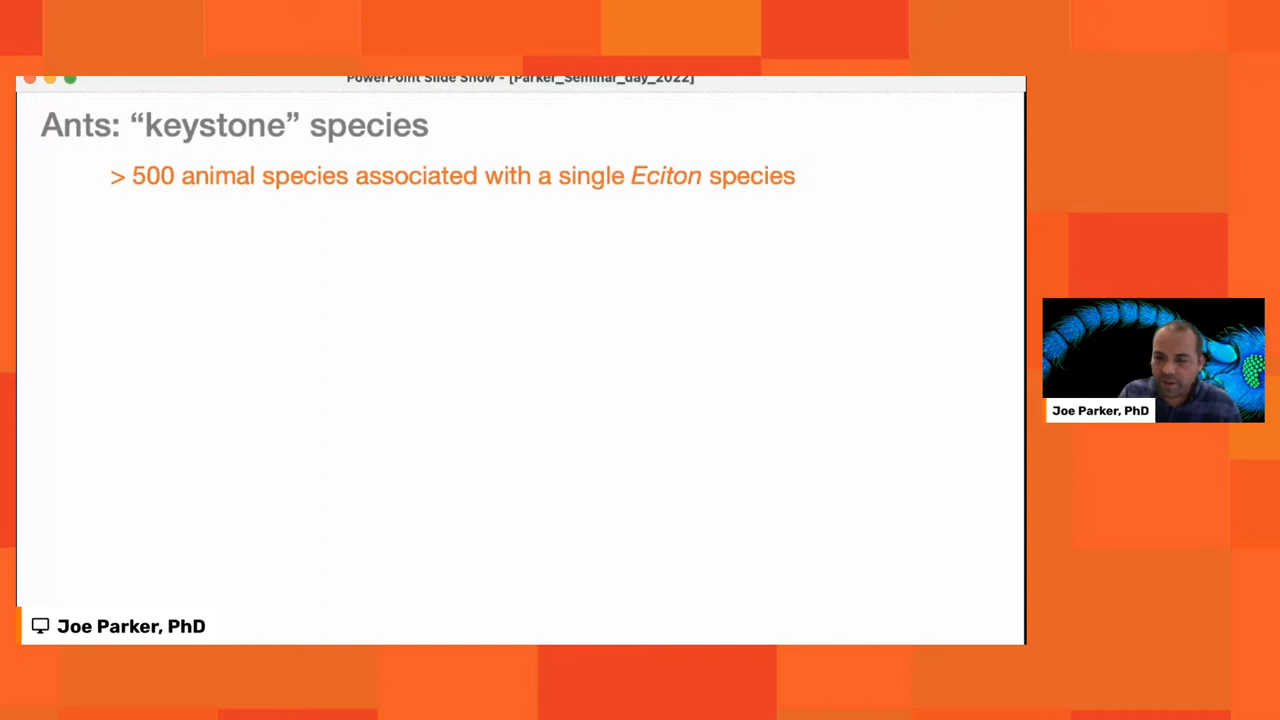 PowerPoint Slide Show - [Parker_Seminar_day_2022]
Ants: “keystone” species
> 500 animal species associated with a single Eciton species
Joe Parker, PhD
Joe Parker, PhD